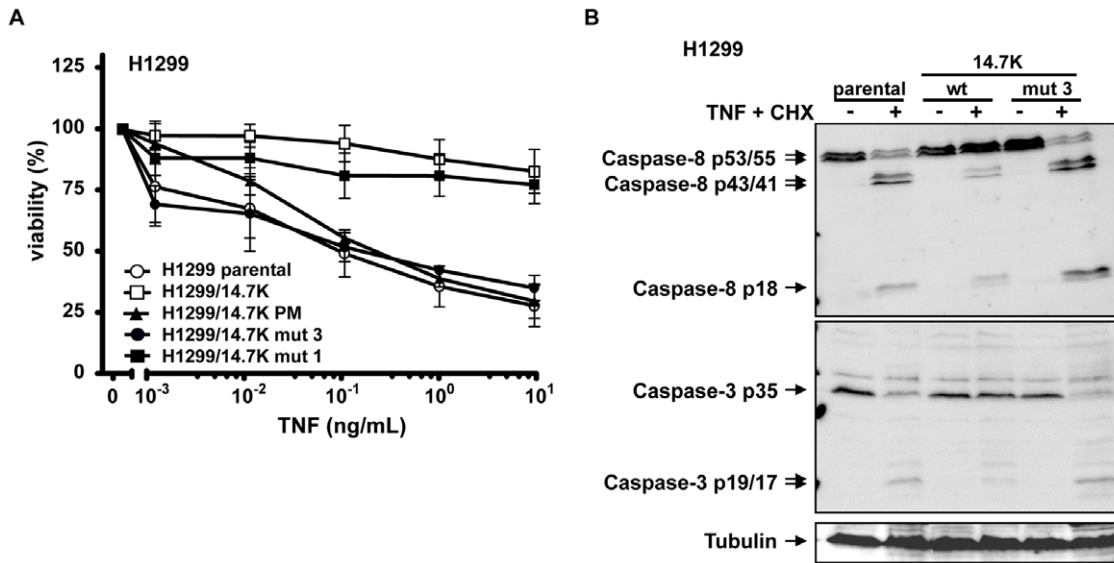 A
H1299
125
100
75
50
25
0
viability (%)
H1299 parental
H1299/14.7K
H1299/14.7K PM
H1299/14.7K mut 3
H1299/14.7K mut 1
0 10⁻³ 10⁻² 10⁻¹ 10⁰ 10¹
TNF (ng/mL)
B
H1299
14.7K
parental wt mut 3
TNF + CHX - + - + - +
Caspase-8 p53/55
Caspase-8 p43/41
Caspase-8 p18
Caspase-3 p35
Caspase-3 p19/17
Tubulin